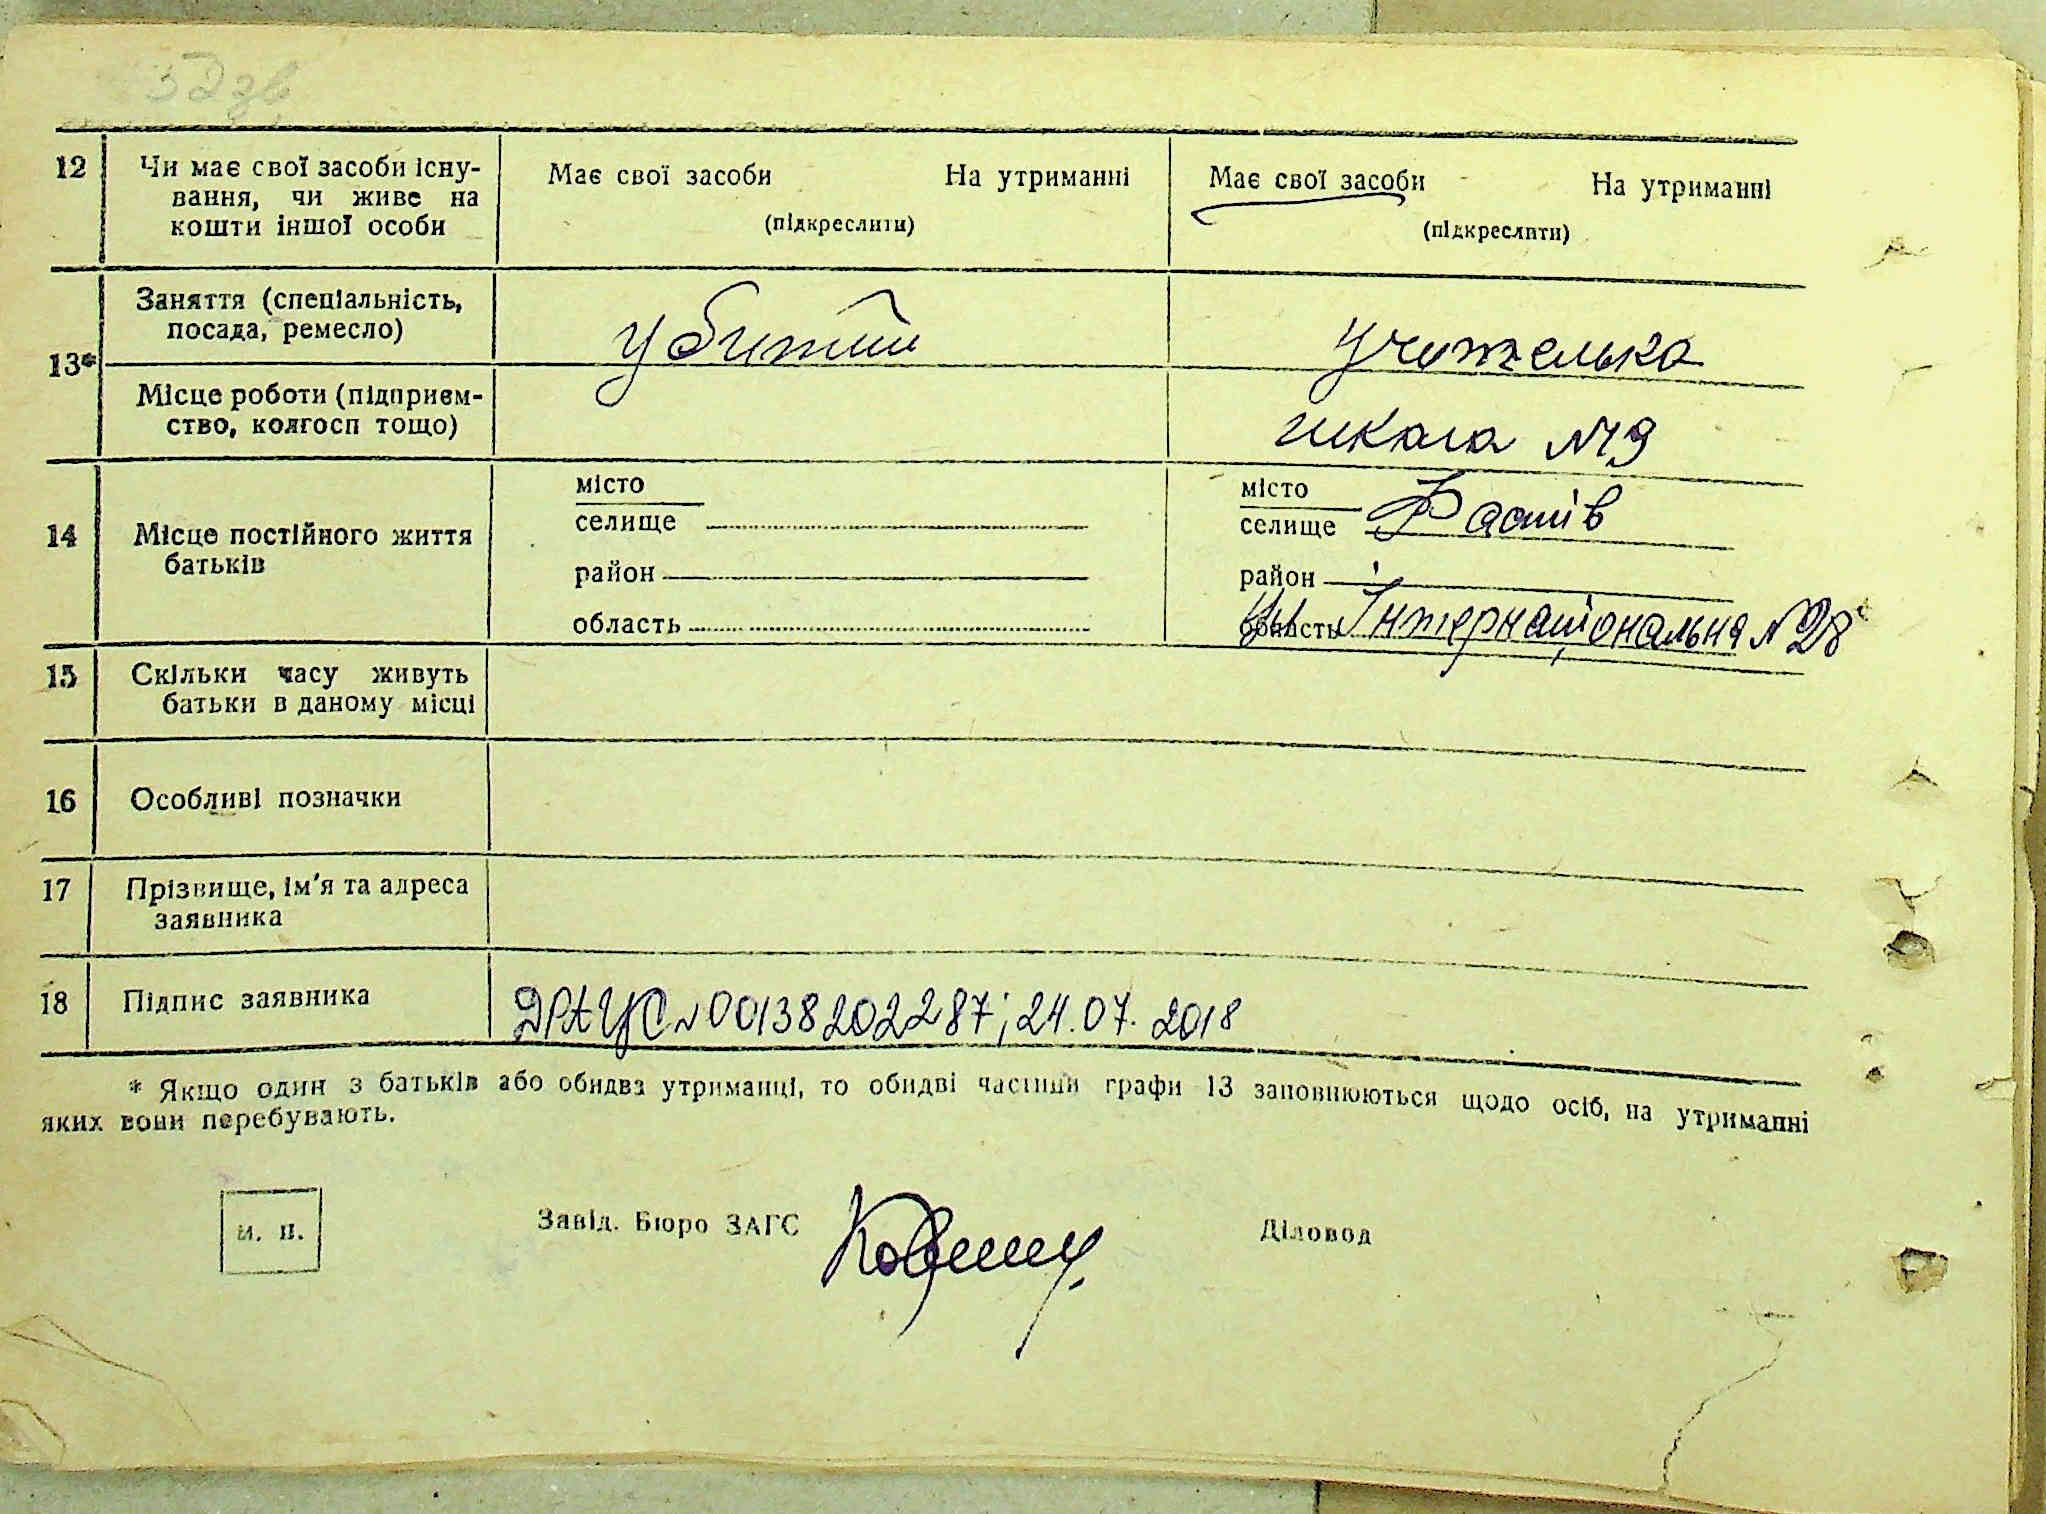 3 Dзв
12 Чи має свої засоби існу- Має свої засоби На утриманні Має свої засоби На утриманні
вання, чи живе на
кошти іншої особи (підкреслити) (підкреслити)
13* Заняття (спеціальність, убитий учителька
посада, ремесло)
Місце роботи (підприєм- школа №9
ство, колгосп тощо)
14 Місце постійного життя
батьків
місто
селище
район
область
місто
селище Фастів
район
область Інтернаціональна №28
15 Скільки часу живуть
батьки в даному місці
16 Особливі позначки
17 Прізвище, ім'я та адреса
заявника
18 Підпис заявника ДРАЦС №00138202287; 24.07.2018
* Якщо один з батьків або обидва утриманці, то обидві частини графи 13 заповнюються щодо осіб, на утриманні
яких вони перебувають.
М. П. Завід. Бюро ЗАГС Діловод